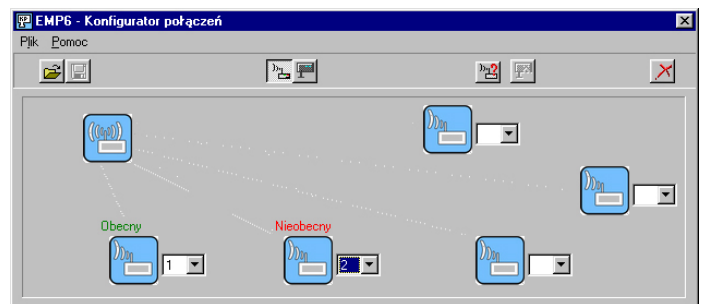 EMP6 - Konfigurator połączeń
Plik Pomoc
Obecny
Nieobecny
1
2